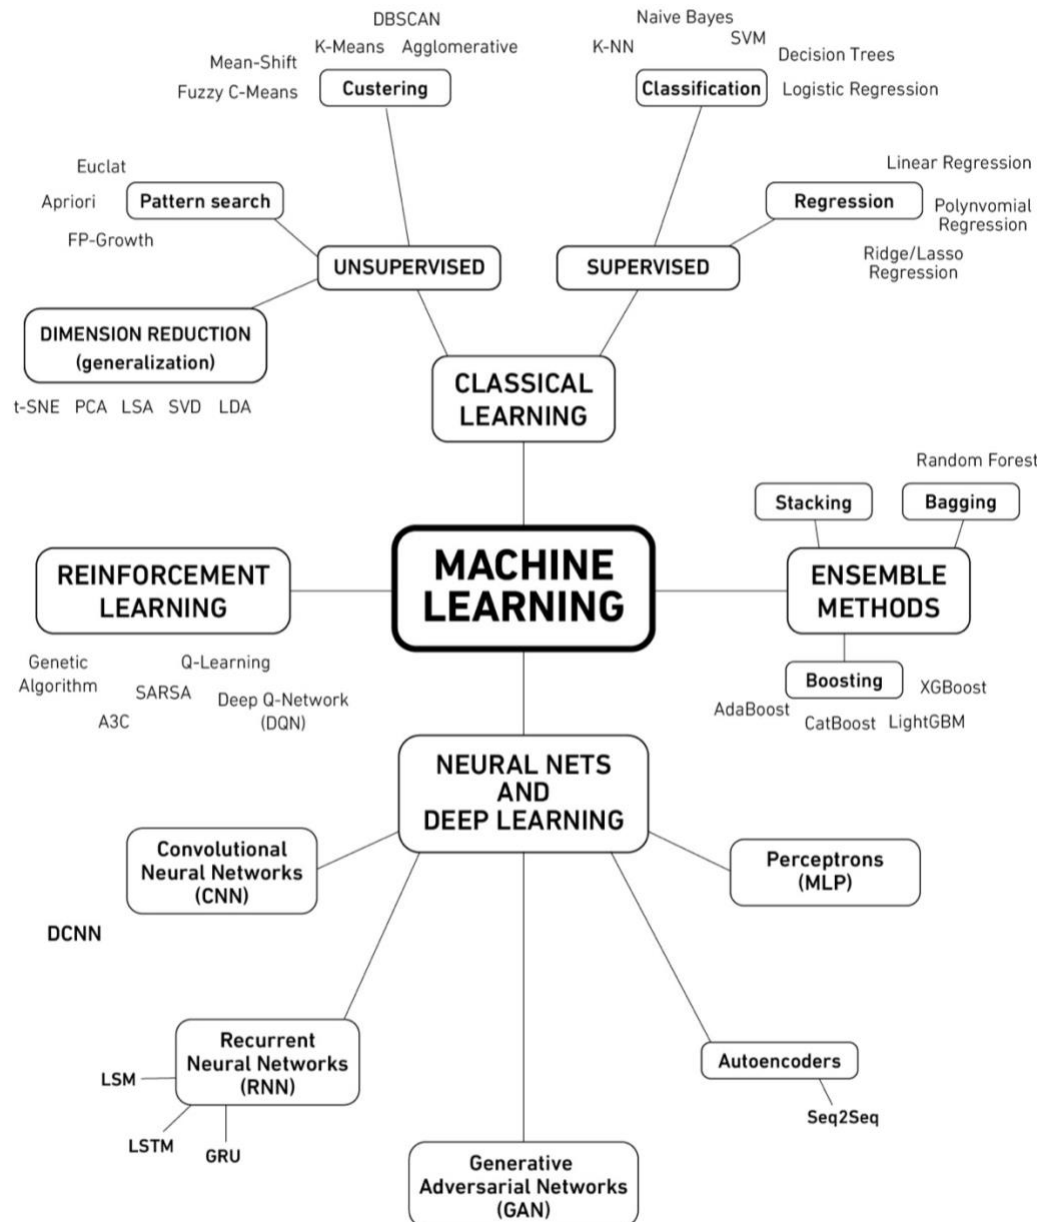 DBSCAN
K-Means Agglomerative
Mean-Shift
Fuzzy C-Means
Custering
Naive Bayes
K-NN
SVM
Decision Trees
Classification
Logistic Regression
Euclat
Apriori
Pattern search
FP-Growth
Linear Regression
Regression
Polynvomial
Regression
Ridge/Lasso
Regression
UNSUPERVISED
SUPERVISED
DIMENSION REDUCTION
(generalization)
t-SNE PCA LSA SVD LDA
CLASSICAL
LEARNING
Random Forest
Stacking
Bagging
REINFORCEMENT
LEARNING
MACHINE
LEARNING
ENSEMBLE
METHODS
Genetic
Algorithm
Q-Learning
SARSA
A3C
Deep Q-Network
(DQN)
Boosting
XGBoost
AdaBoost
CatBoost
LightGBM
NEURAL NETS
AND
DEEP LEARNING
Convolutional
Neural Networks
(CNN)
DCNN
Perceptrons
(MLP)
Recurrent
Neural Networks
(RNN)
LSM
LSTM
GRU
Autoencoders
Seq2Seq
Generative
Adversarial Networks
(GAN)